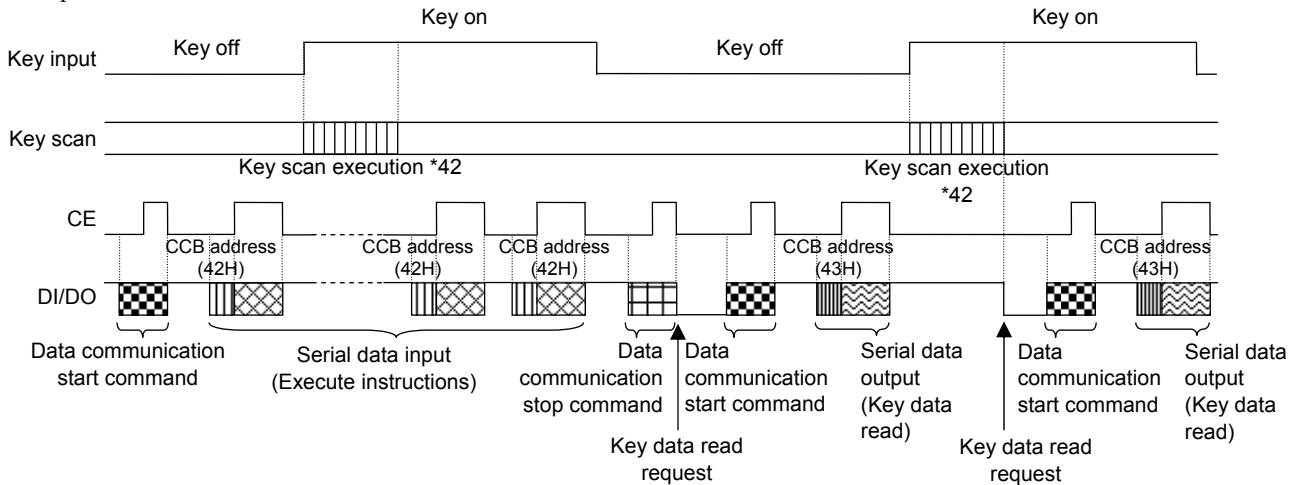 Key on
Key on
Key off
Key off
Key input
Key scan
Key scan execution *42
Key scan execution
*42
CE
CCB address
(42H)
CCB address
(42H)
CCB address
(42H)
CCB address
(43H)
CCB address
(43H)
DI/DO
Data communication
start command
Serial data input
(Execute instructions)
Data
communication
stop command
Data
communication
start command
Serial data
output
(Key data
read)
Data
communication
start command
Serial data
output
(Key data
read)
Key data read
request
Key data read
request